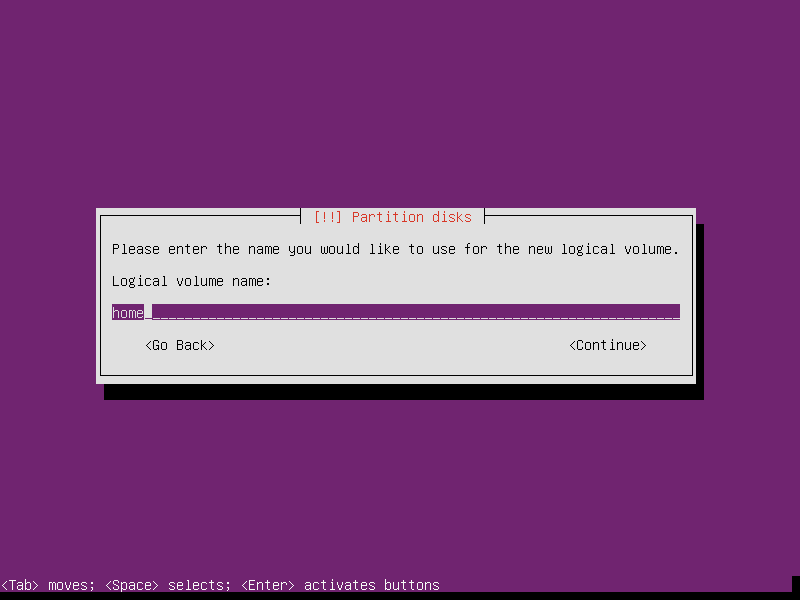 [!!] Partition disks
Please enter the name you would like to use for the new logical volume.
Logical volume name:
home
<Go Back> <Continue>
<Tab> moves; <Space> selects; <Enter> activates buttons